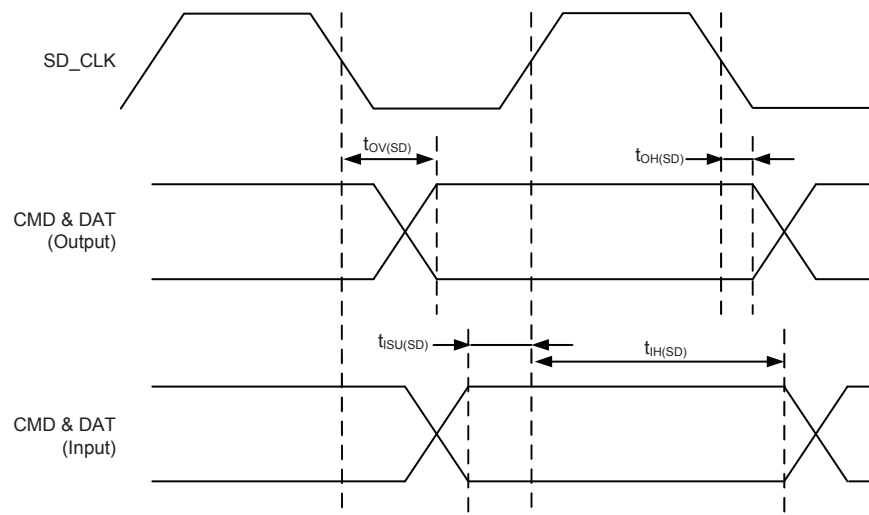 SD_CLK
tOV(SD)
tOH(SD)
CMD & DAT
(Output)
tISU(SD)
tIH(SD)
CMD & DAT
(Input)